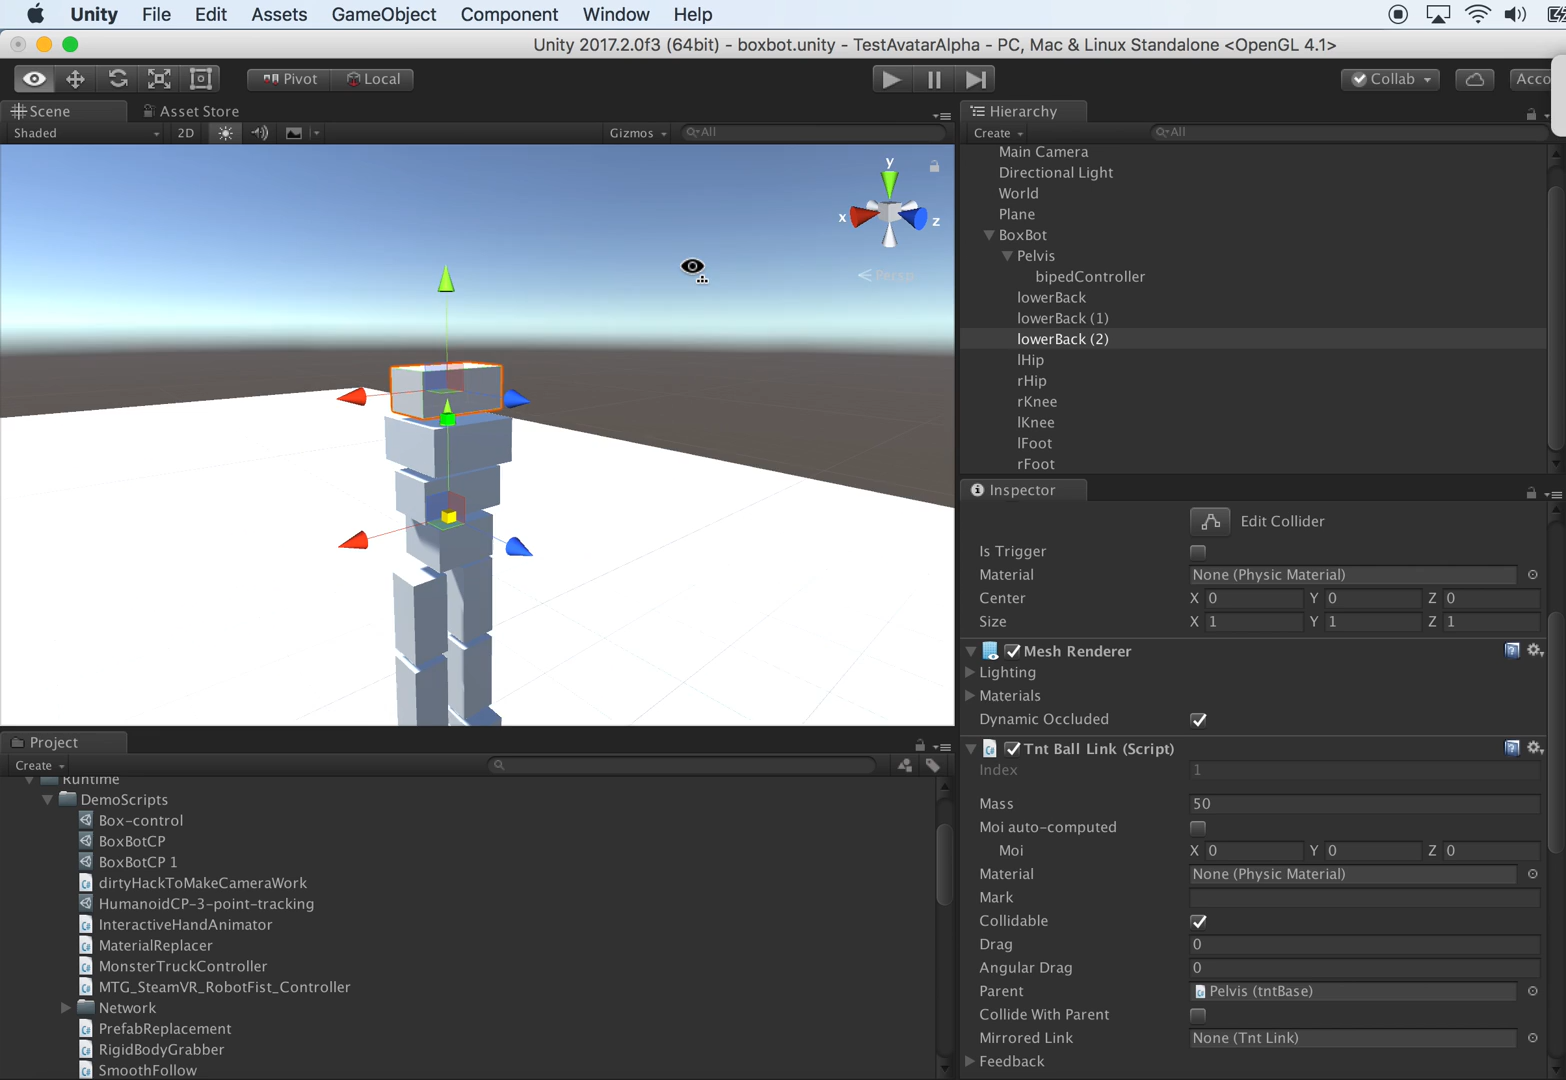 Unity File Edit Assets GameObject Component Window Help
Unity 2017.2.0f3 (64bit) - boxbot.unity - TestAvatarAlpha - PC, Mac & Linux Standalone <OpenGL 4.1>
Pivot Local Collab Acco
Scene Asset Store
Shaded 2D Gizmos All
y
x
z
Persp
Hierarchy
Create All
Main Camera
Directional Light
World
Plane
BoxBot
Pelvis
bipedController
lowerBack
lowerBack (1)
lowerBack (2)
lHip
rHip
rKnee
lKnee
lFoot
rFoot
Inspector
Edit Collider
Is Trigger
Material None (Physic Material)
Center X 0 Y 0 Z 0
Size X 1 Y 1 Z 1
Mesh Renderer
Lighting
Materials
Dynamic Occluded
Tnt Ball Link (Script)
Index 1
Mass 50
Moi auto-computed
Moi X 0 Y 0 Z 0
Material None (Physic Material)
Mark
Collidable
Drag 0
Angular Drag 0
Parent Pelvis (tntBase)
Collide With Parent
Mirrored Link None (Tnt Link)
Feedback
Project
Create
Runtime
DemoScripts
Box-control
BoxBotCP
BoxBotCP 1
dirtyHackToMakeCameraWork
HumanoidCP-3-point-tracking
InteractiveHandAnimator
MaterialReplacer
MonsterTruckController
MTG_SteamVR_RobotFist_Controller
Network
PrefabReplacement
RigidBodyGrabber
SmoothFollow